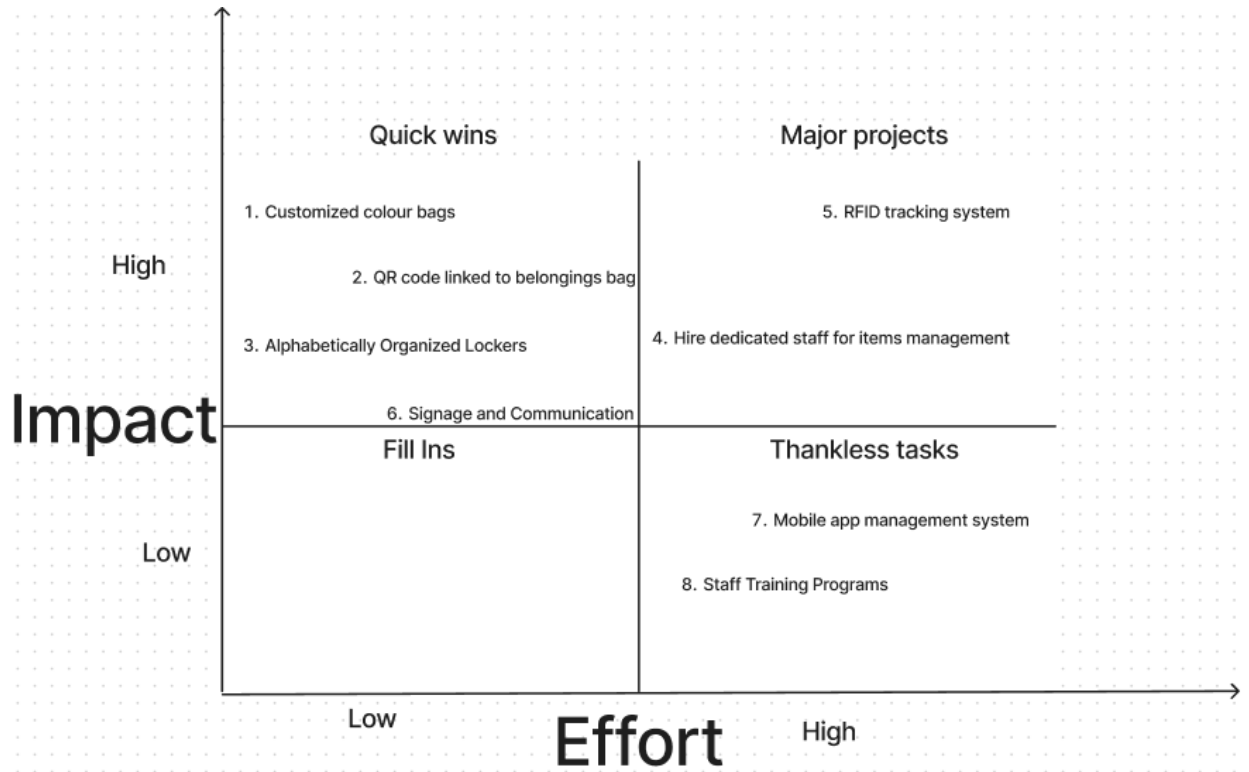 Quick wins
Major projects
1. Customized colour bags
5. RFID tracking system
High
2. QR code linked to belongings bag
4. Hire dedicated staff for items management
3. Alphabetically Organized Lockers
Impact
6. Signage and Communication
Fill Ins
Thankless tasks
7. Mobile app management system
Low
8. Staff Training Programs
Low
Effort
High